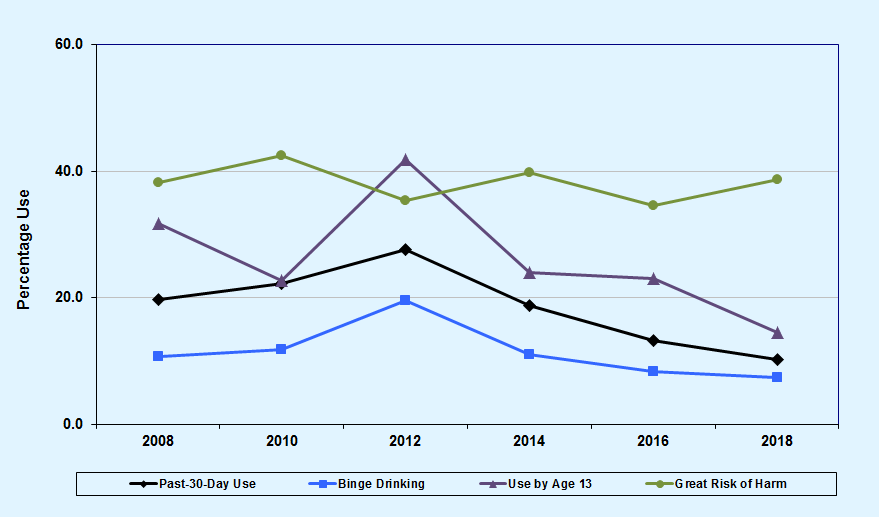 60.0
40.0
20.0
0.0
Percentage Use
2008 2010 2012 2014 2016 2018
Past-30-Day Use Binge Drinking Use by Age 13 Great Risk of Harm